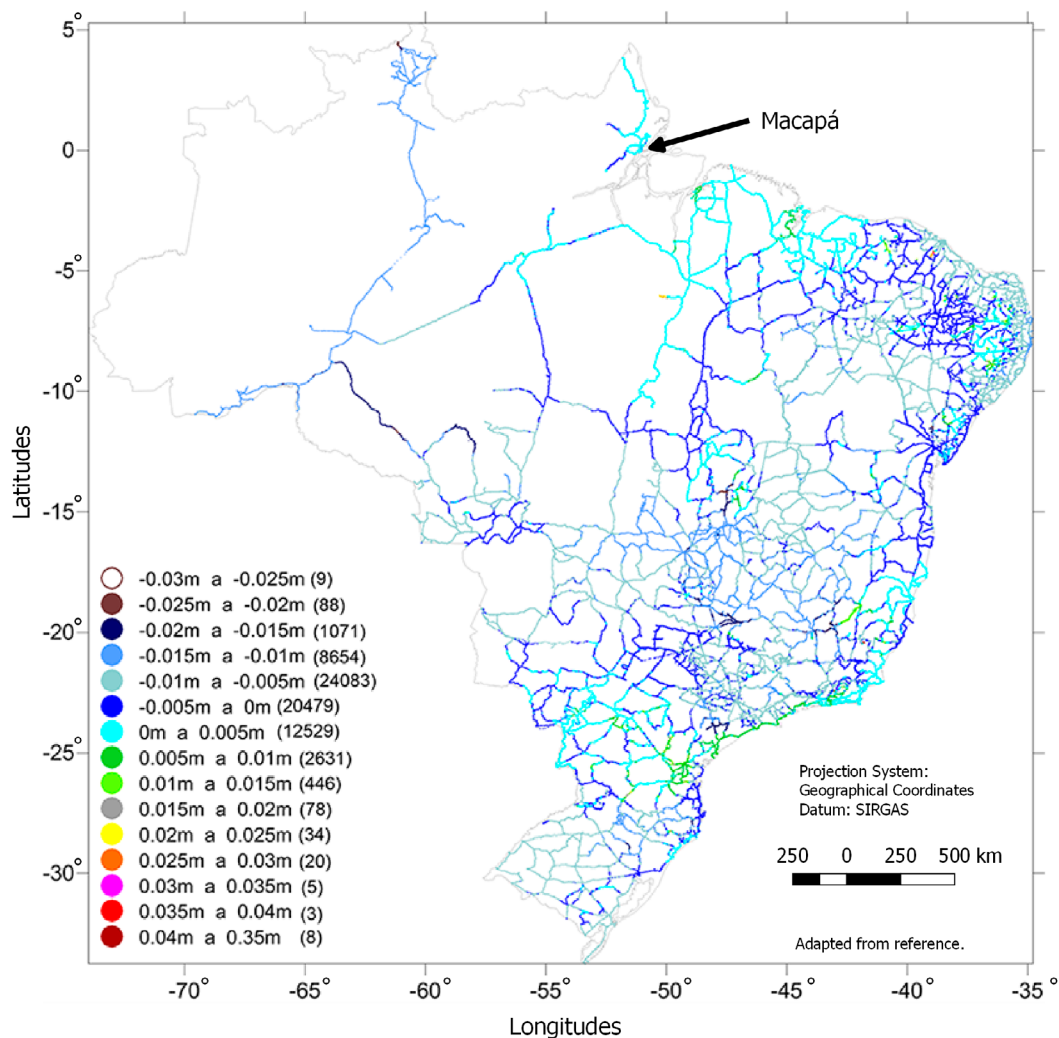 5°
0
-5°
-10°
-15°
-20°
-25°
-30°
Latitudes
Macapá
-0.03m a -0.025m (9)
-0.025m a -0.02m (88)
-0.02m a -0.015m (1071)
-0.015m a -0.01m (8654)
-0.01m a -0.005m (24083)
-0.005m a 0m (20479)
0m a 0.005m (12529)
0.005m a 0.01m (2631)
0.01m a 0.015m (446)
0.015m a 0.02m (78)
0.02m a 0.025m (34)
0.025m a 0.03m (20)
0.03m a 0.035m (5)
0.035m a 0.04m (3)
0.04m a 0.35m (8)
Projection System:
Geographical Coordinates
Datum: SIRGAS
250 0 250 500 km
Adapted from reference.
-70° -65° -60° -55° -50° -45° -40° -35°
Longitudes